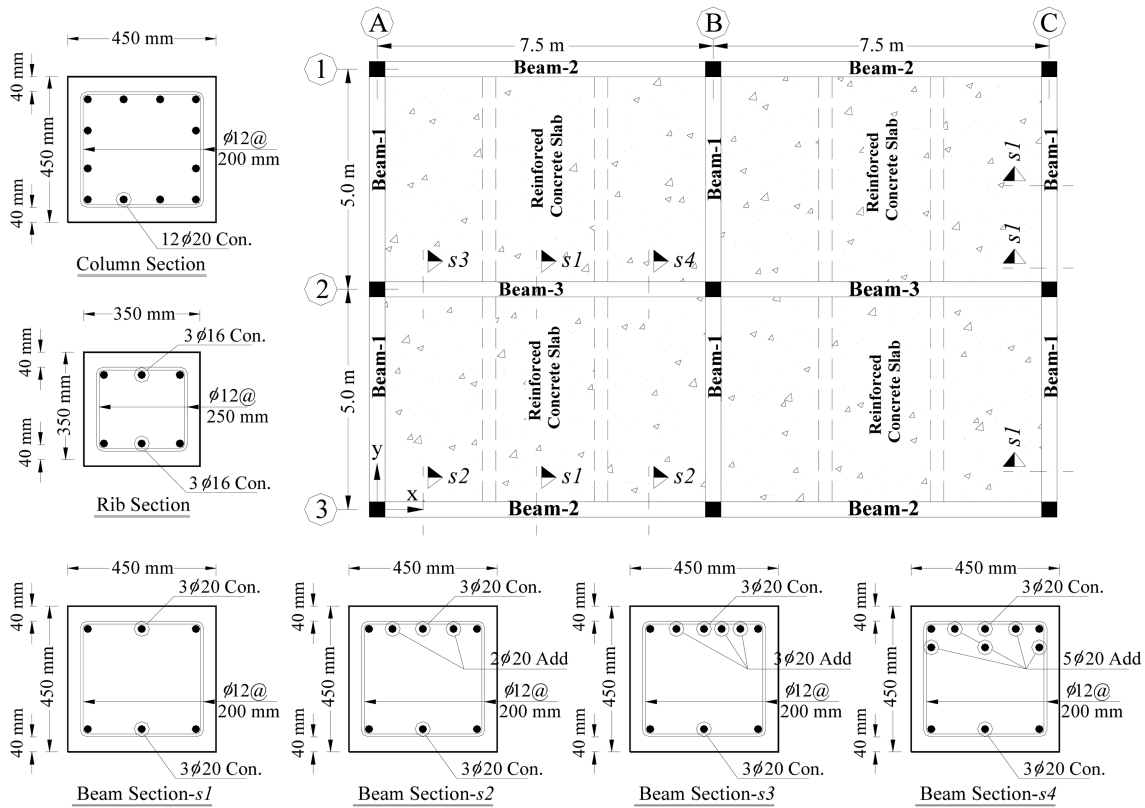 450 mm
40 mm
450 mm
40 mm
ϕ12@
200 mm
12ϕ20 Con.
Column Section
350 mm
3ϕ16 Con.
40 mm
350 mm
40 mm
ϕ12@
250 mm
3ϕ16 Con.
Rib Section
A
B
C
7.5 m
7.5 m
1
Beam-2
Beam-2
5.0 m
Beam-1
Reinforced
Concrete Slab
Beam-1
Reinforced
Concrete Slab
Beam-1
s1
s1
s3
s1
s4
2
Beam-3
Beam-3
5.0 m
Beam-1
Reinforced
Concrete Slab
Beam-1
Reinforced
Concrete Slab
Beam-1
s1
s2
s1
s2
y
x
3
Beam-2
Beam-2
450 mm
3ϕ20 Con.
40 mm
450 mm
40 mm
ϕ12@
200 mm
3ϕ20 Con.
Beam Section-s1
450 mm
3ϕ20 Con.
40 mm
450 mm
40 mm
2ϕ20 Add
ϕ12@
200 mm
3ϕ20 Con.
Beam Section-s2
450 mm
3ϕ20 Con.
40 mm
450 mm
40 mm
3ϕ20 Add
ϕ12@
200 mm
3ϕ20 Con.
Beam Section-s3
450 mm
3ϕ20 Con.
40 mm
450 mm
40 mm
5ϕ20 Add
ϕ12@
200 mm
3ϕ20 Con.
Beam Section-s4